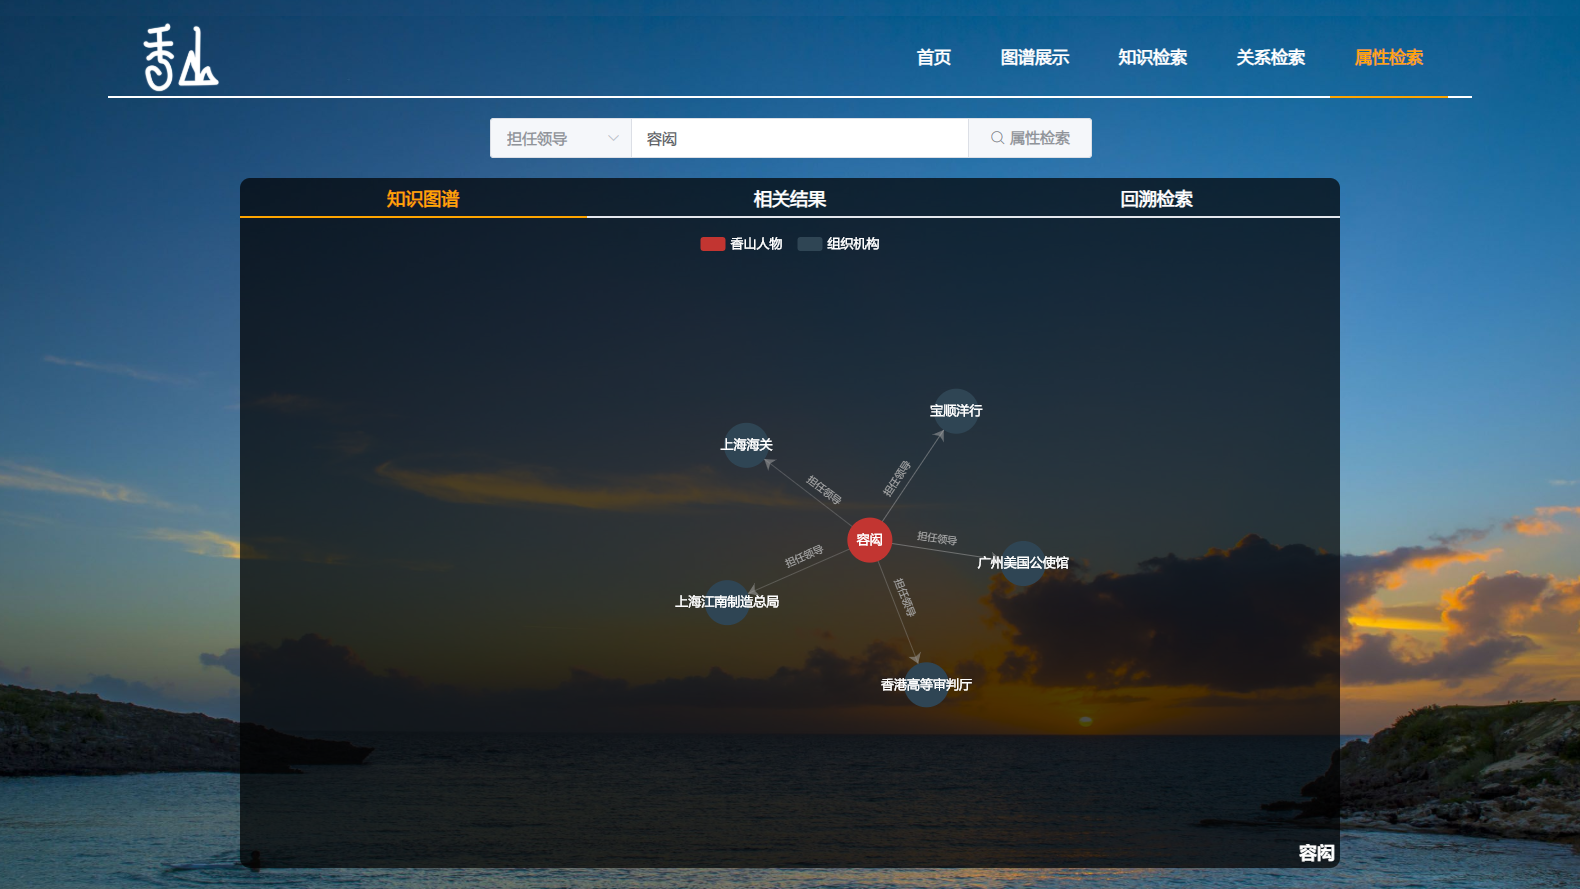 香山
首页 图谱展示 知识检索 关系检索 属性检索
担任领导 容闳 属性检索
知识图谱 相关结果 回溯检索
香山人物 组织机构
宝顺洋行
上海海关
担任领导
担任领导
容闳
担任领导
广州美国公使馆
担任领导
上海江南制造总局
担任领导
香港高等审判厅
容闳